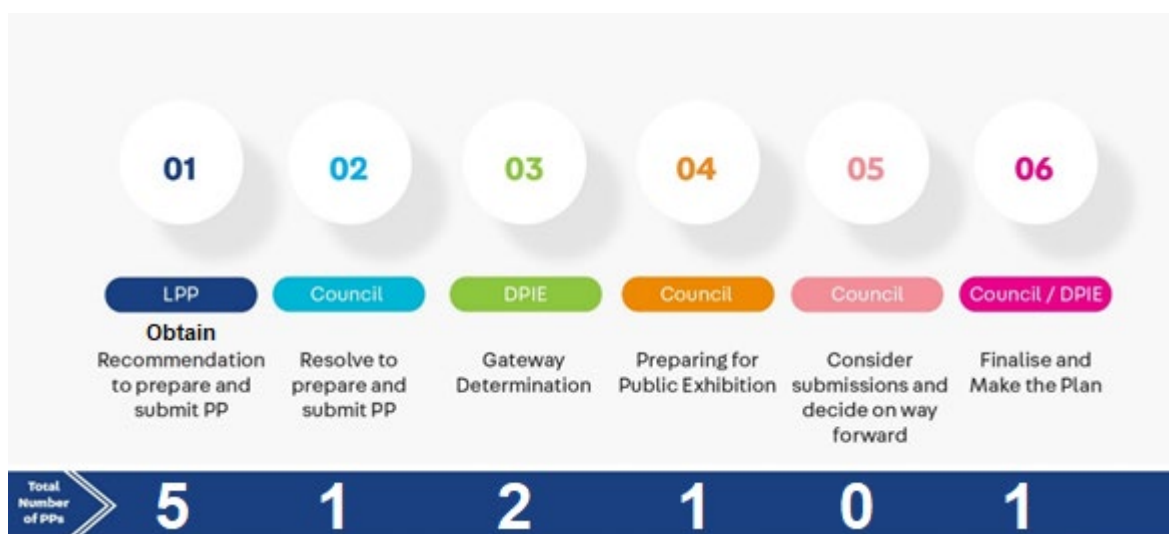 01 02 03 04 05 06
LPP Council DPIE Council Council Council / DPIE
Obtain
Recommendation
to prepare and
submit PP
Resolve to
prepare and
submit PP
Gateway
Determination
Preparing for
Public Exhibition
Consider
submissions and
decide on way
forward
Finalise and
Make the Plan
Total
Number
of PPs
5 1 2 1 0 1